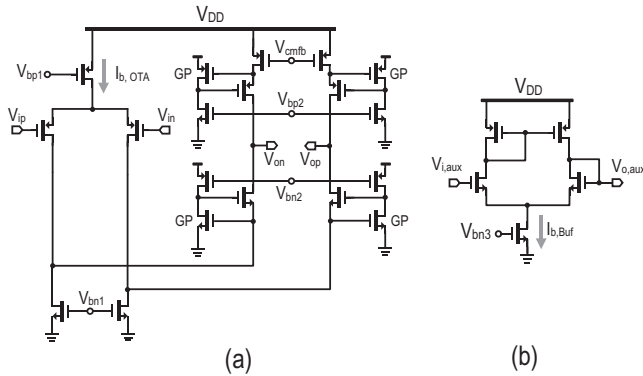 VDD
Vbp1
Ib, OTA
GP
Vcmfb
GP
Vip
Vin
Vbp2
Von
Vop
Vbn2
GP
GP
Vbn1
(a)
VDD
Vi,aux
Vo,aux
Vbn3
Ib,Buf
(b)